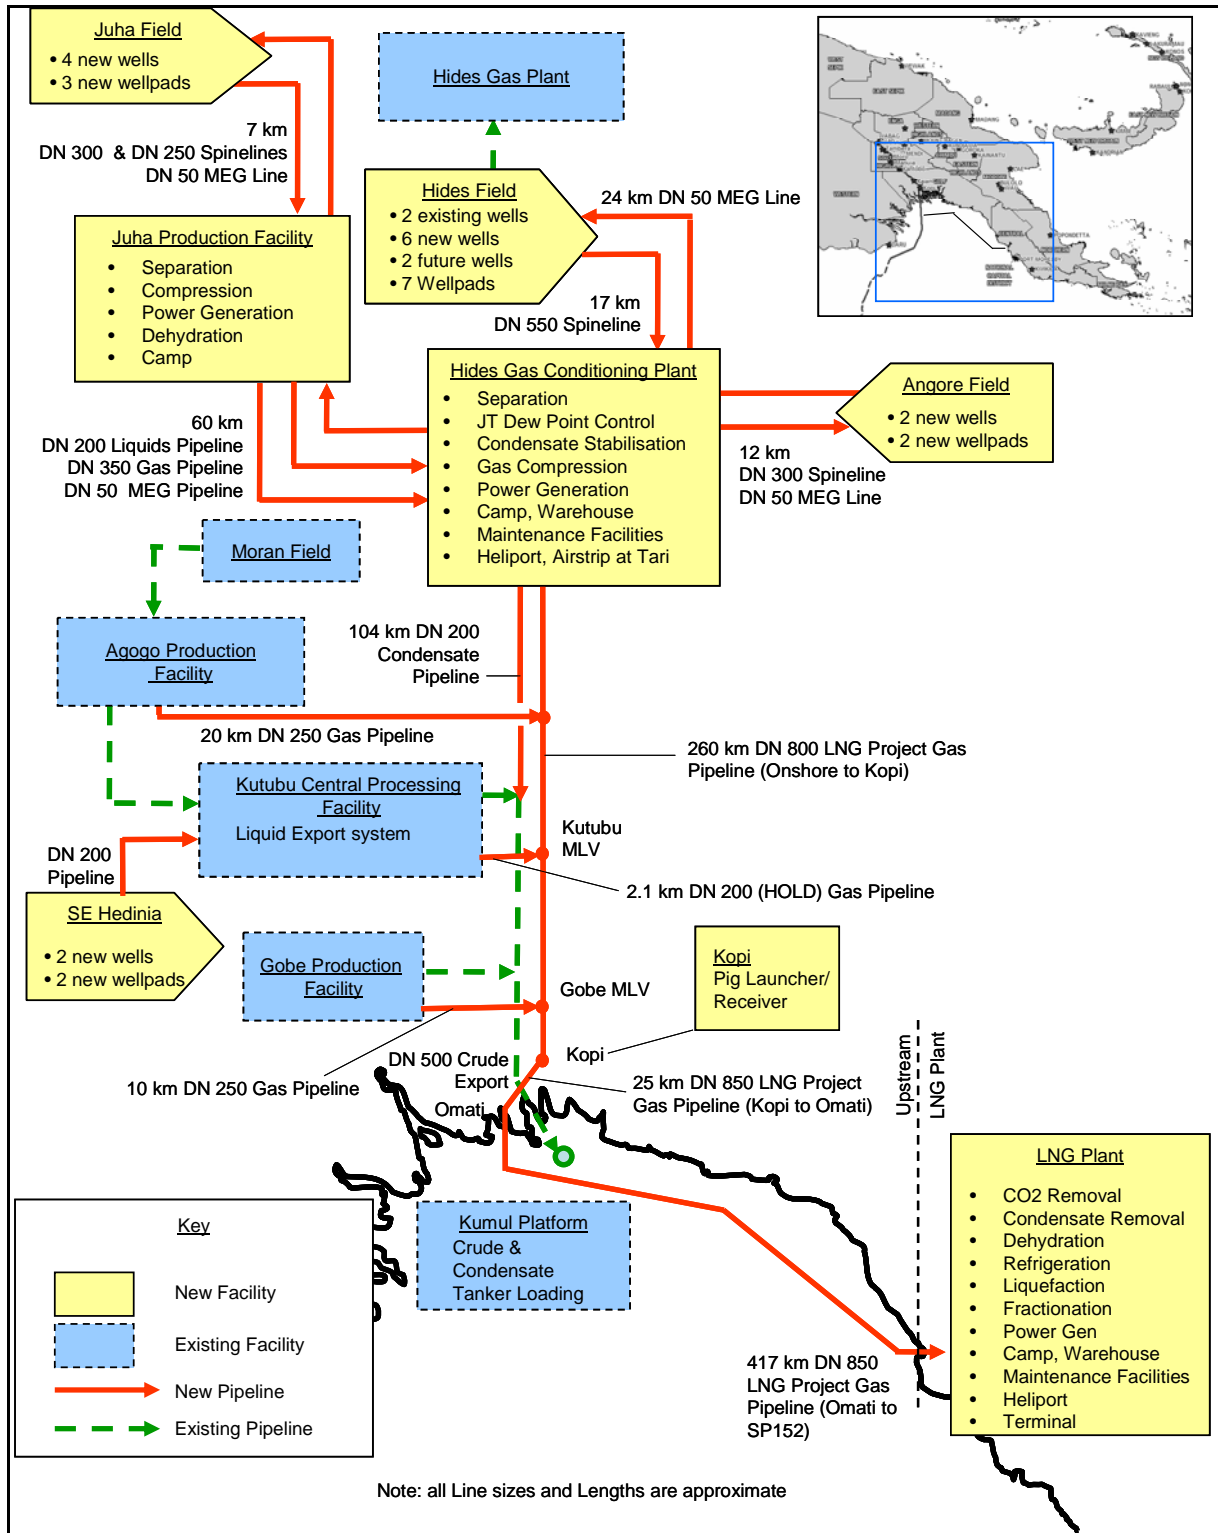 Juha Field
• 4 new wells
• 3 new wellpads
7 km
DN 300 & DN 250 Spinelines
DN 50 MEG Line
Hides Gas Plant
Hides Field
• 2 existing wells
• 6 new wells
• 2 future wells
• 7 Wellpads
24 km DN 50 MEG Line
17 km
DN 550 Spineline
Juha Production Facility
• Separation
• Compression
• Power Generation
• Dehydration
• Camp
60 km
DN 200 Liquids Pipeline
DN 350 Gas Pipeline
DN 50 MEG Pipeline
Hides Gas Conditioning Plant
• Separation
• JT Dew Point Control
• Condensate Stabilisation
• Gas Compression
• Power Generation
• Camp, Warehouse
• Maintenance Facilities
• Heliport, Airstrip at Tari
Angore Field
• 2 new wells
• 2 new wellpads
12 km
DN 300 Spineline
DN 50 MEG Line
Moran Field
Agogo Production
Facility
104 km DN 200
Condensate
Pipeline
20 km DN 250 Gas Pipeline
260 km DN 800 LNG Project Gas
Pipeline (Onshore to Kopi)
Kutubu Central Processing
Facility
Liquid Export system
Kutubu
MLV
DN 200
Pipeline
2.1 km DN 200 (HOLD) Gas Pipeline
SE Hedinia
• 2 new wells
• 2 new wellpads
Gobe Production
Facility
Kopi
Pig Launcher/
Receiver
Gobe MLV
Kopi
DN 500 Crude
Export
10 km DN 250 Gas Pipeline
Omati
25 km DN 850 LNG Project
Gas Pipeline (Kopi to Omati)
Upstream
LNG Plant
LNG Plant
• CO2 Removal
• Condensate Removal
• Dehydration
• Refrigeration
• Liquefaction
• Fractionation
• Power Gen
• Camp, Warehouse
• Maintenance Facilities
• Heliport
• Terminal
Kumul Platform
Crude &
Condensate
Tanker Loading
417 km DN 850
LNG Project Gas
Pipeline (Omati to
SP152)
Key
New Facility
Existing Facility
New Pipeline
Existing Pipeline
Note: all Line sizes and Lengths are approximate